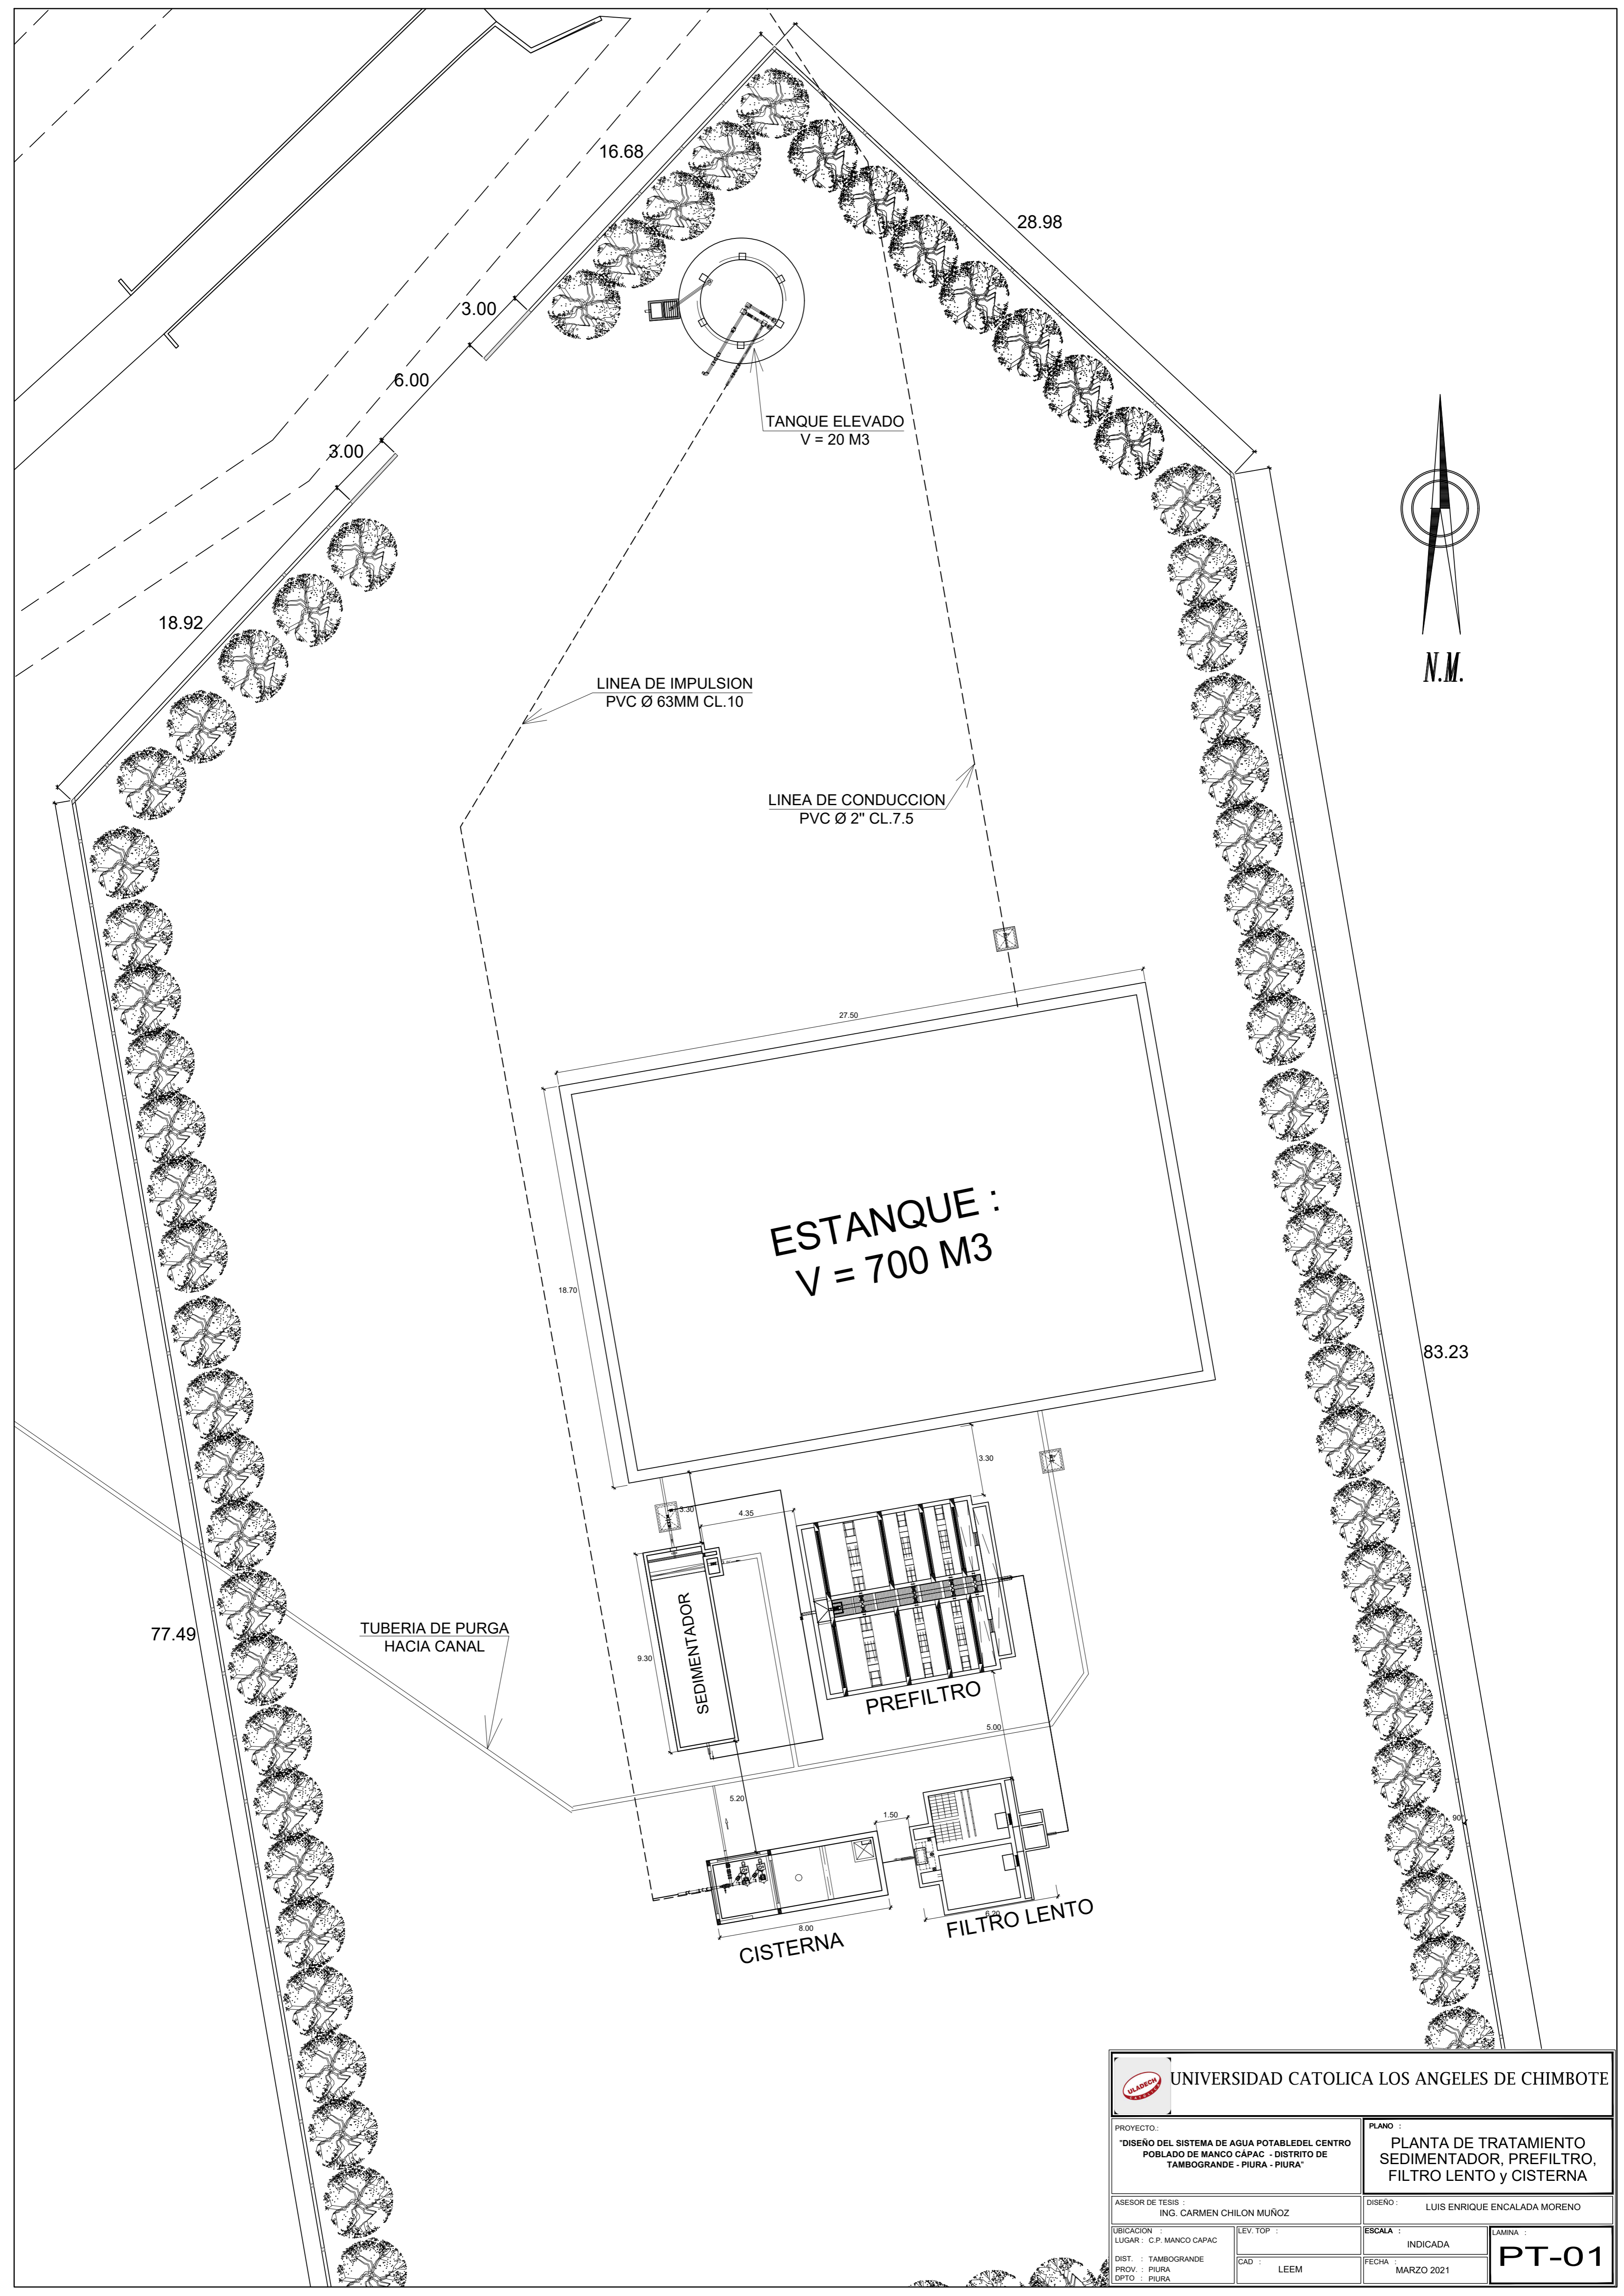 16.68
28.98
3.00
6.00
3.00
18.92
TANQUE ELEVADO
V = 20 M3
N.M.
LINEA DE IMPULSION
PVC Ø 63MM CL.10
LINEA DE CONDUCCION
PVC Ø 2" CL.7.5
27.50
ESTANQUE :
V = 700 M3
18.70
83.23
3.30
3.30
4.35
9.30
SEDIMENTADOR
PREFILTRO
TUBERIA DE PURGA
HACIA CANAL
77.49
5.00
5.20
1.50
90°
8.00
CISTERNA
6.20
FILTRO LENTO
ULADECH
CATOLICA
UNIVERSIDAD CATOLICA LOS ANGELES DE CHIMBOTE
PROYECTO.:
"DISEÑO DEL SISTEMA DE AGUA POTABLEDEL CENTRO
POBLADO DE MANCO CÁPAC - DISTRITO DE
TAMBOGRANDE - PIURA - PIURA"
PLANO :
PLANTA DE TRATAMIENTO
SEDIMENTADOR, PREFILTRO,
FILTRO LENTO y CISTERNA
ASESOR DE TESIS :
ING. CARMEN CHILON MUÑOZ
DISEÑO :
LUIS ENRIQUE ENCALADA MORENO
UBICACION :
LUGAR : C.P. MANCO CAPAC
DIST. : TAMBOGRANDE
PROV. : PIURA
DPTO : PIURA
LEV. TOP :
CAD :
LEEM
ESCALA :
INDICADA
FECHA :
MARZO 2021
LAMINA :
PT-01